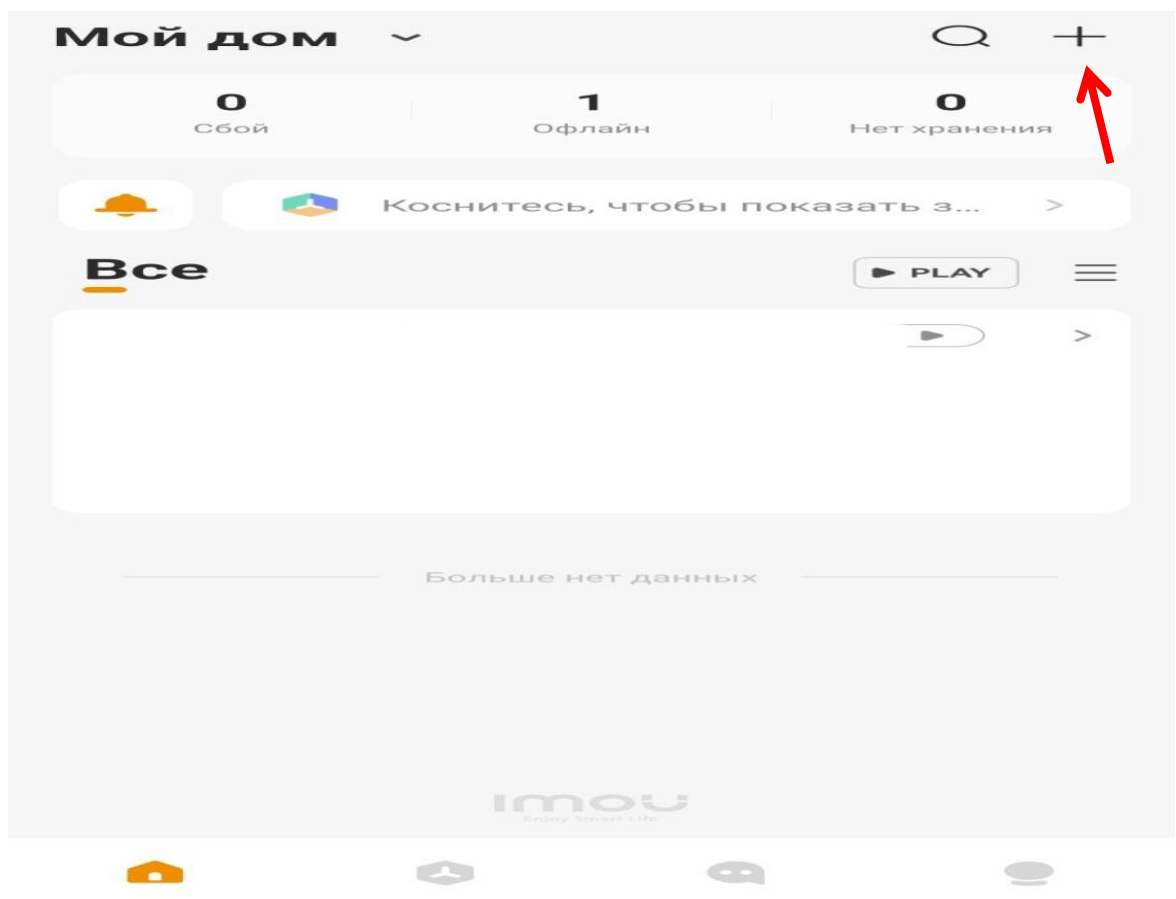 Мой дом
0 1 0
Сбой Офлайн Нет хранения
Коснитесь, чтобы показать з...
Все PLAY
Больше нет данных
imou
Enjoy Smart Life